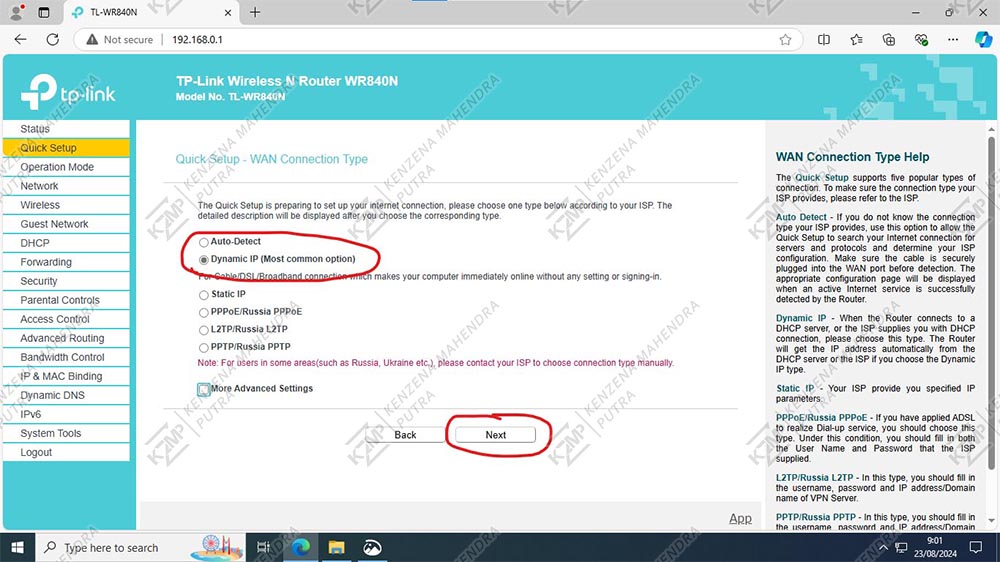 TL-WR840N
Not secure
192.168.0.1
tp-link
TP-Link Wireless N Router WR840N
Model No. TL-WR840N
Status
Quick Setup
Operation Mode
Network
Wireless
Guest Network
DHCP
Forwarding
Security
Parental Controls
Access Control
Advanced Routing
Bandwidth Control
IP & MAC Binding
Dynamic DNS
IPv6
System Tools
Logout
Quick Setup - WAN Connection Type
The Quick Setup is preparing to set up your internet connection, please choose one type below according to your ISP. The
detailed description will be displayed after you choose the corresponding type.
Auto-Detect
Dynamic IP (Most common option)
For Cable/DSL/Broadband connection which makes your computer immediately online without any setting or signing-in.
Static IP
PPPoE/Russia PPPoE
L2TP/Russia L2TP
PPTP/Russia PPTP
Note: For users in some areas(such as Russia, Ukraine etc.), please contact your ISP to choose connection type manually.
More Advanced Settings
Back
Next
App
WAN Connection Type Help
The Quick Setup supports five popular types of
connection. To make sure the connection type your
ISP provides, please refer to the ISP.
Auto Detect - If you do not know the connection
type your ISP provides, use this option to allow the
Quick Setup to search your Internet connection for
servers and protocols and determine your ISP
configuration. Make sure the cable is securely
plugged into the WAN port before detection. The
appropriate configuration page will be displayed
when an active Internet service is successfully
detected by the Router.
Dynamic IP - When the Router connects to a
DHCP server, or the ISP supplies you with DHCP
connection, please choose this type. The Router
will get the IP address automatically from the
DHCP server or the ISP if you choose the Dynamic
IP type.
Static IP - Your ISP provide you specified IP
parameters.
PPPoE/Russia PPPoE - If you have applied ADSL
to realize Dial-up service, you should choose this
type. Under this condition, you should fill in both
the User Name and Password that the ISP
supplied.
L2TP/Russia L2TP - In this type, you should fill in
the username, password and IP address/Domain
name of VPN Server.
PPTP/Russia PPTP - In this type, you should fill in
the username, password and IP address/Domain
Type here to search
9:01
23/08/2024
KZMP | KENZENA MAHENDRA PUTRA